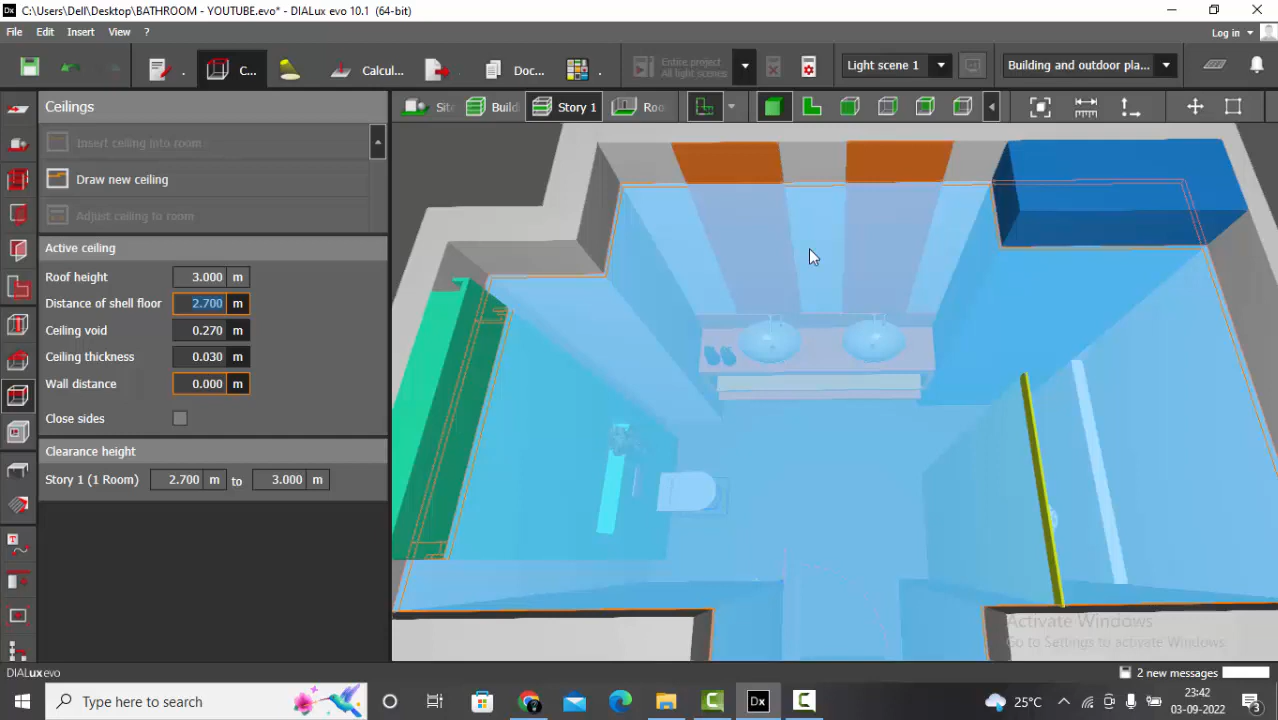 C:\Users\Dell\Desktop\BATHROOM - YOUTUBE.evo* - DIALux evo 10.1 (64-bit)
File Edit Insert View ? Log in
C... Calcul... Doc... Entire project
All light scenes
Light scene 1 Building and outdoor pla...
Ceilings
Sit Build Story 1 Roo
Insert ceiling into room
Draw new ceiling
Adjust ceiling to room
Active ceiling
Roof height 3.000 m
Distance of shell floor 2.700 m
Ceiling void 0.270 m
Ceiling thickness 0.030 m
Wall distance 0.000 m
Close sides
Clearance height
Story 1 (1 Room) 2.700 m to 3.000 m
Activate Windows
Go to Settings to activate Windows.
DIALux evo 2 new messages
Type here to search
Dx
25°C
23:42
03-09-2022
3